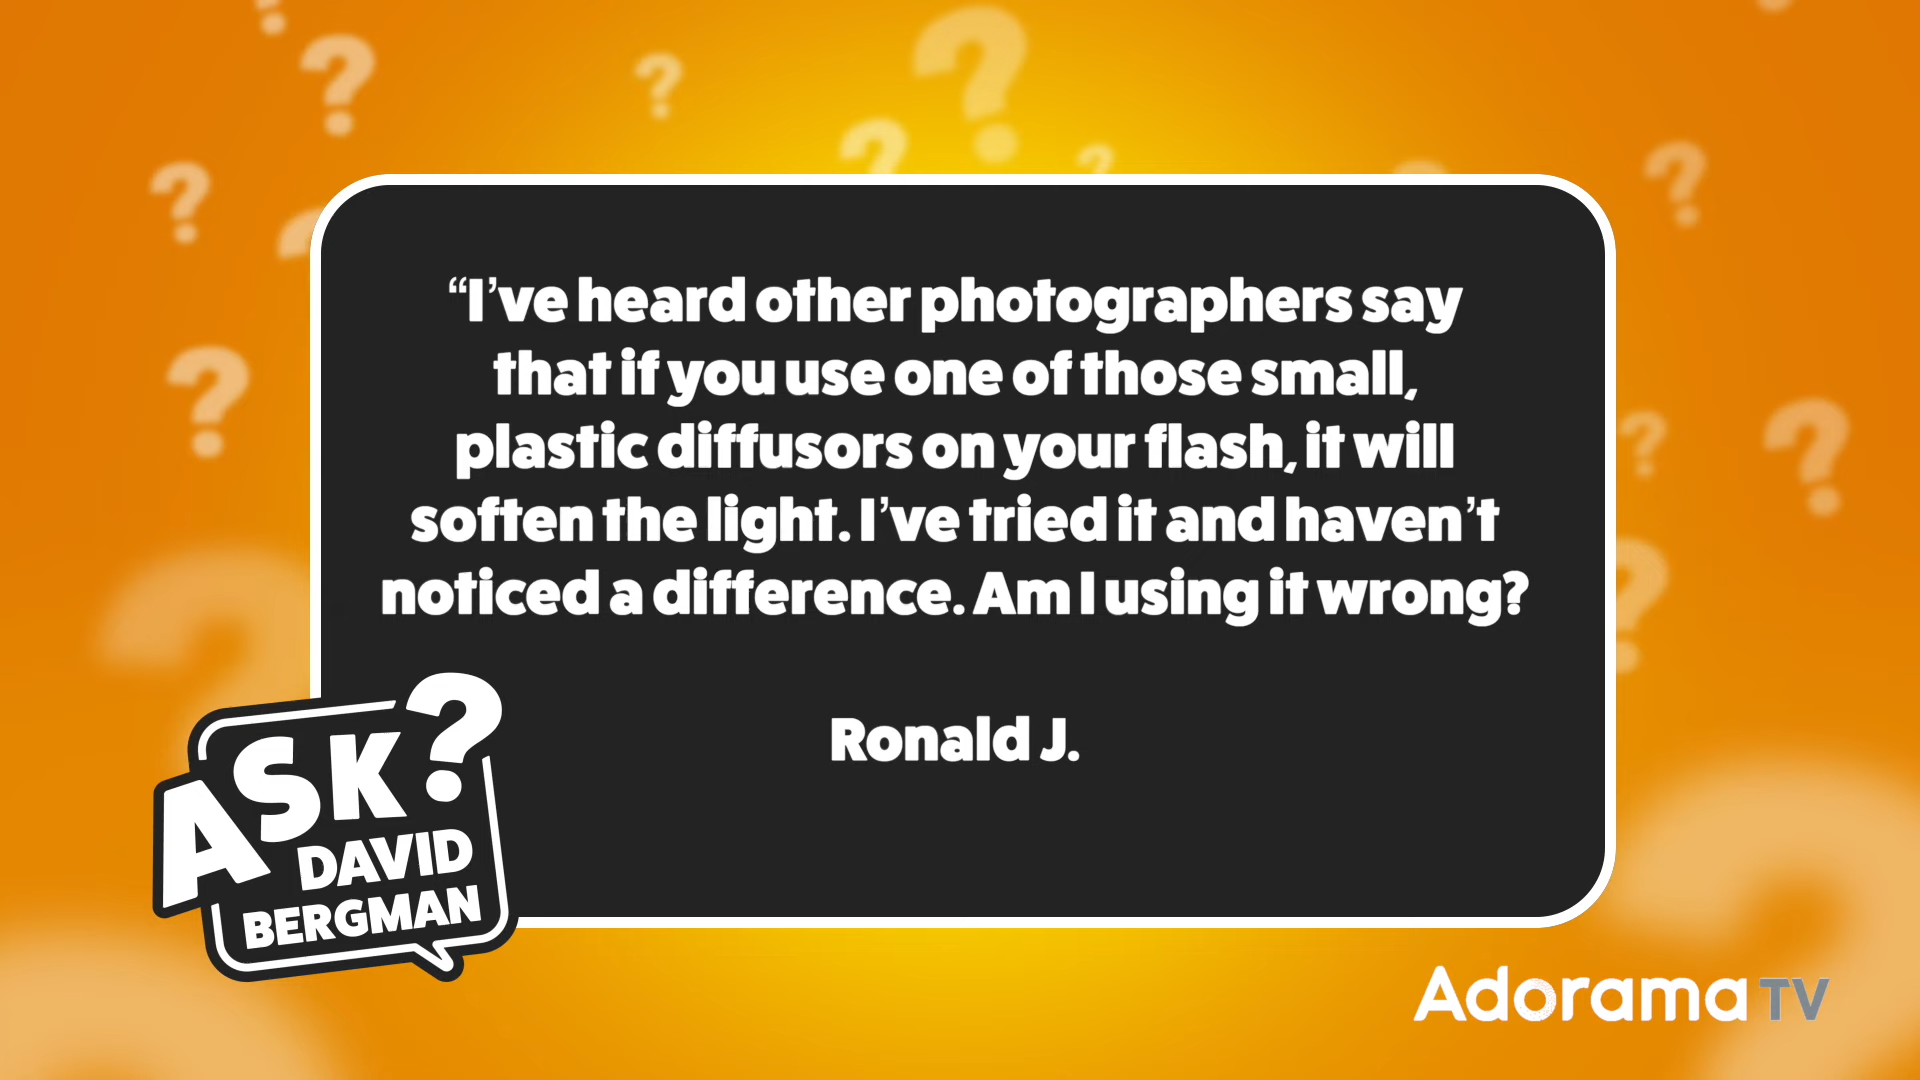 “I’ve heard other photographers say
that if you use one of those small,
plastic diffusors on your flash, it will
soften the light. I’ve tried it and haven’t
noticed a difference. Am I using it wrong?
Ronald J.
ASK?
DAVID
BERGMAN
Adorama TV